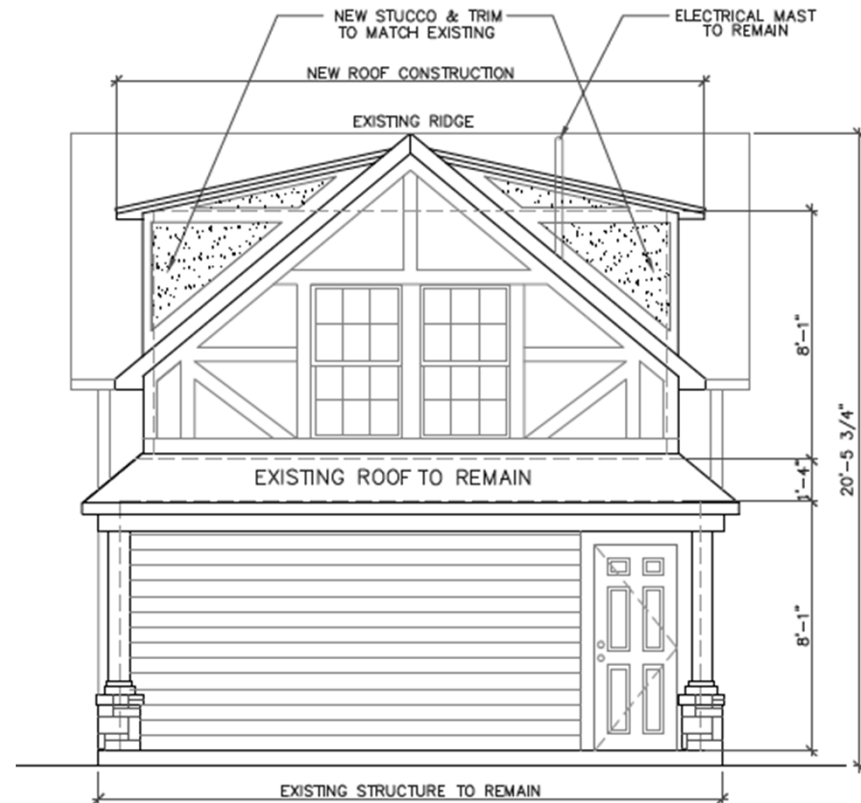 NEW STUCCO & TRIM
TO MATCH EXISTING
ELECTRICAL MAST
TO REMAIN
NEW ROOF CONSTRUCTION
EXISTING RIDGE
8'-1"
20'-5 3/4"
EXISTING ROOF TO REMAIN
1'-4"
8'-1"
EXISTING STRUCTURE TO REMAIN